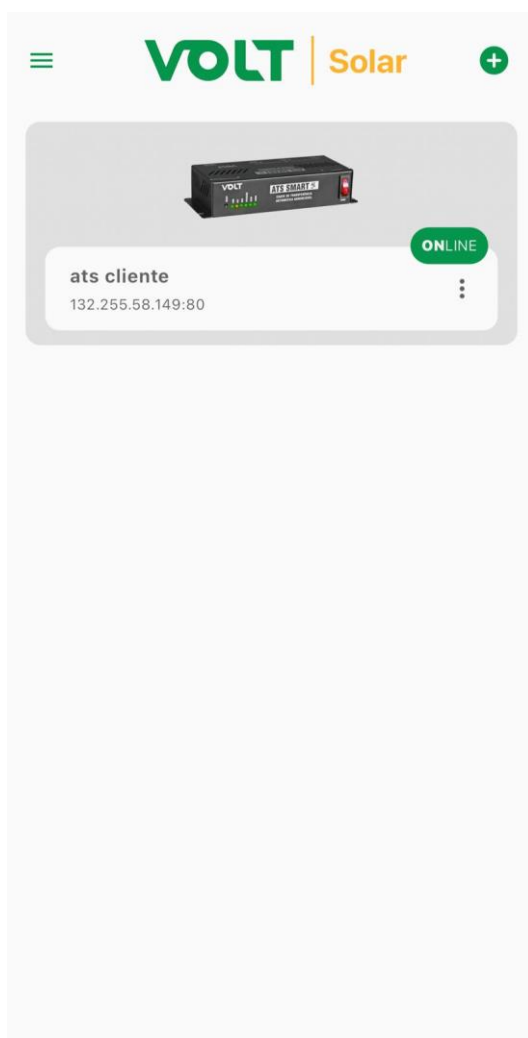 VOLT Solar
VOLT
ATS SMART
ONLINE
ats cliente
132.255.58.149:80